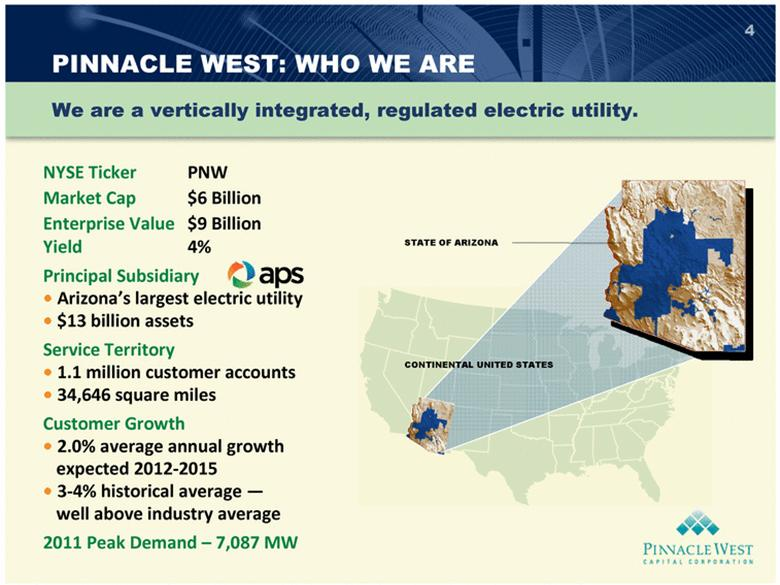 4
PINNACLE WEST: WHO WE ARE
We are a vertically integrated, regulated electric utility.
NYSE Ticker PNW
Market Cap $6 Billion
Enterprise Value $9 Billion
Yield 4%
Principal Subsidiary aps
• Arizona's largest electric utility
• $13 billion assets
Service Territory
• 1.1 million customer accounts
• 34,646 square miles
Customer Growth
• 2.0% average annual growth
expected 2012-2015
• 3-4% historical average —
well above industry average
2011 Peak Demand – 7,087 MW
STATE OF ARIZONA
CONTINENTAL UNITED STATES
PINNACLE WEST
CAPITAL CORPORATION